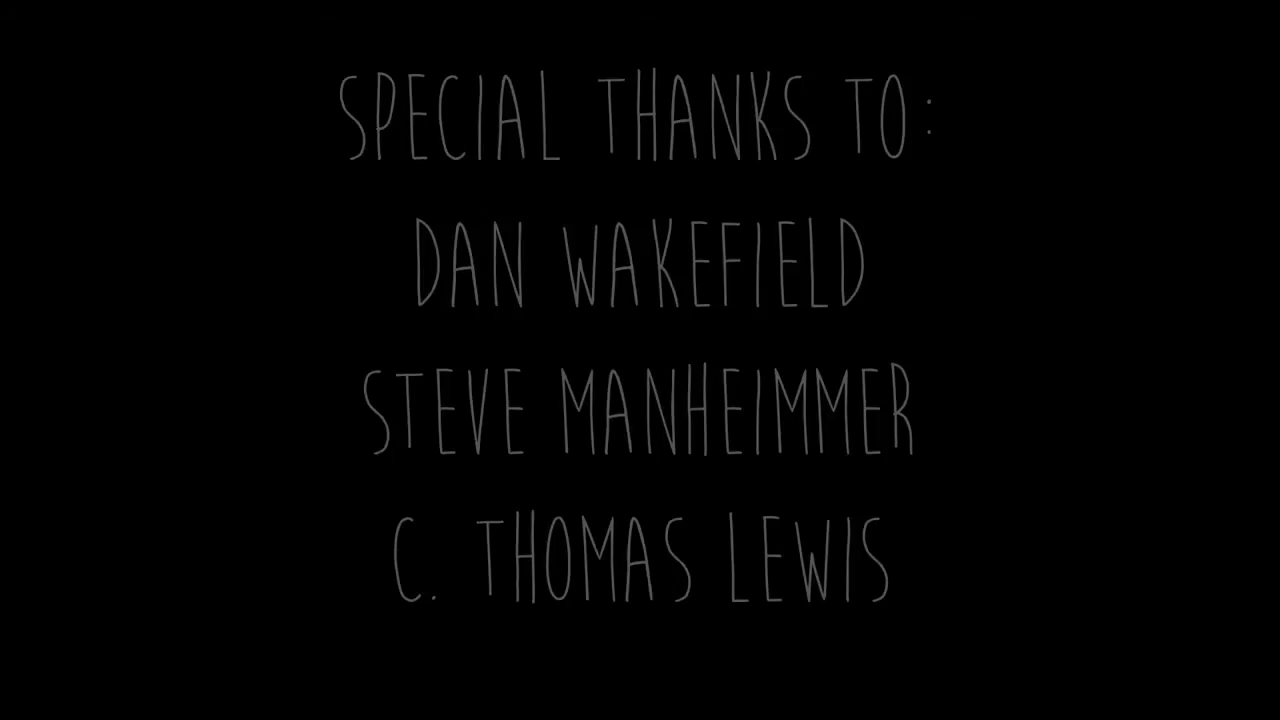 SPECIAL THANKS TO:
DAN WAKEFIELD
STEVE MANHEIMMER
C. THOMAS LEWIS